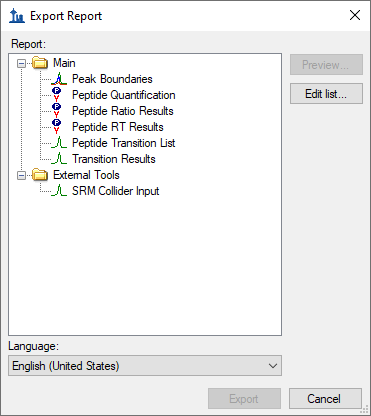 Export Report
Report:
Main
Peak Boundaries
Peptide Quantification
Peptide Ratio Results
Peptide RT Results
Peptide Transition List
Transition Results
External Tools
SRM Collider Input
Preview...
Edit list...
Language:
English (United States)
Export
Cancel